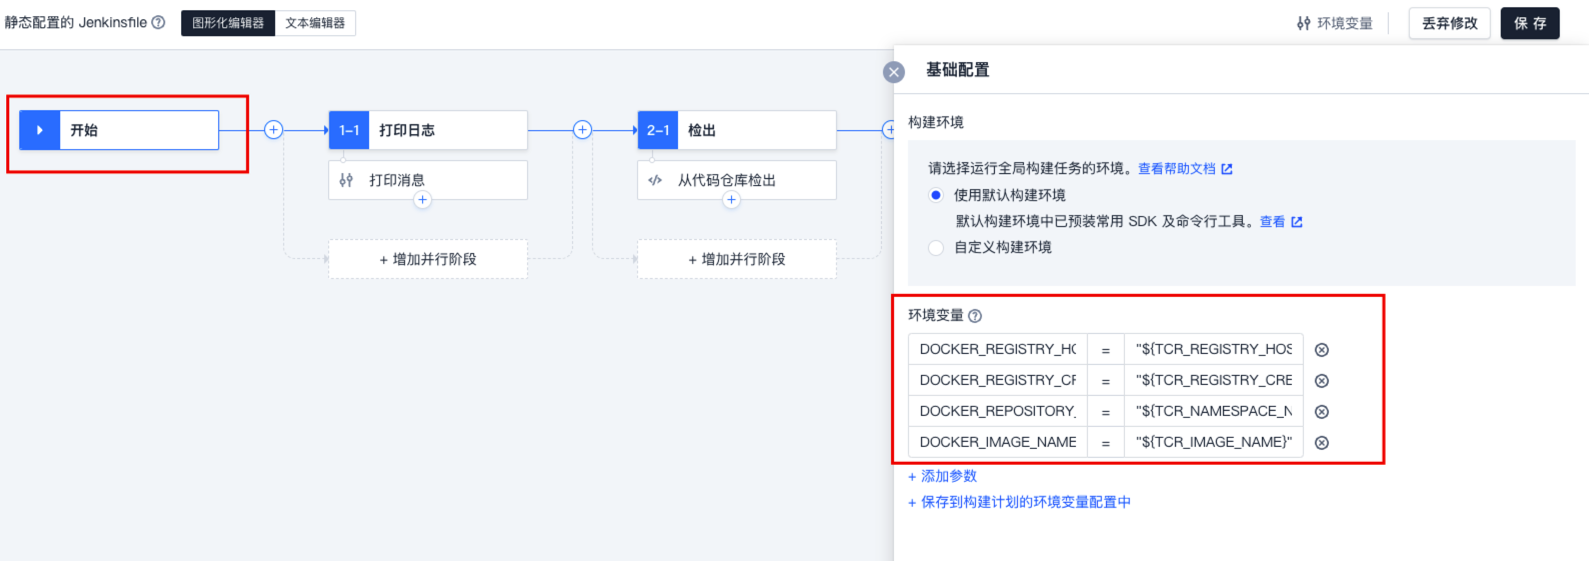 静态配置的 Jenkinsfile ? 图形化编辑器 文本编辑器 环境变量 丢弃修改 保 存
开始
1-1 打印日志
打印消息
+ 增加并行阶段
2-1 检出
从代码仓库检出
+ 增加并行阶段
基础配置
构建环境
请选择运行全局构建任务的环境。查看帮助文档
使用默认构建环境
默认构建环境中已预装常用 SDK 及命令行工具。查看
自定义构建环境
环境变量 ?
DOCKER_REGISTRY_HO = "${TCR_REGISTRY_HOS
DOCKER_REGISTRY_CR = "${TCR_REGISTRY_CRE
DOCKER_REPOSITORY_ = "${TCR_NAMESPACE_N
DOCKER_IMAGE_NAME = "${TCR_IMAGE_NAME}"
+ 添加参数
+ 保存到构建计划的环境变量配置中